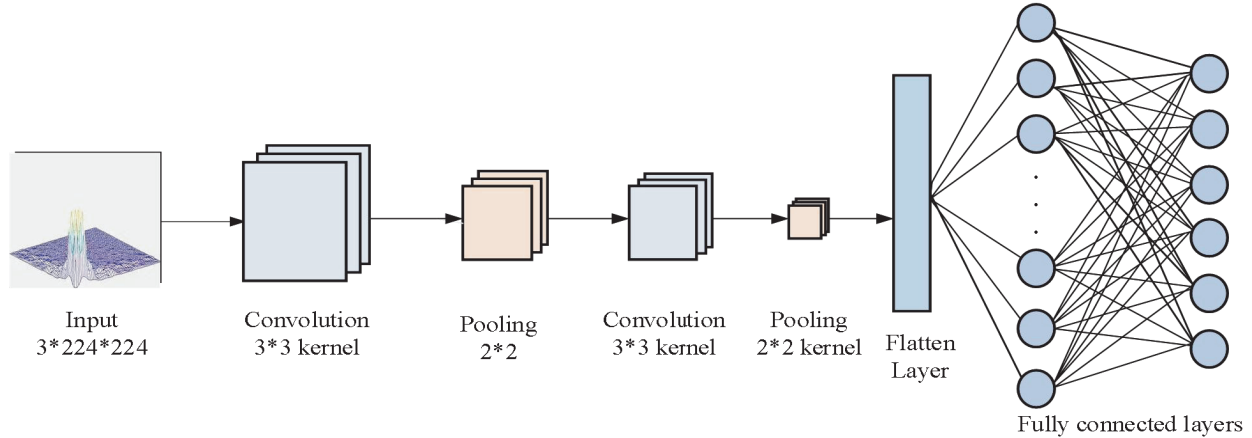 Input
3*224*224
Convolution
3*3 kernel
Pooling
2*2
Convolution
3*3 kernel
Pooling
2*2 kernel
Flatten
Layer
Fully connected layers